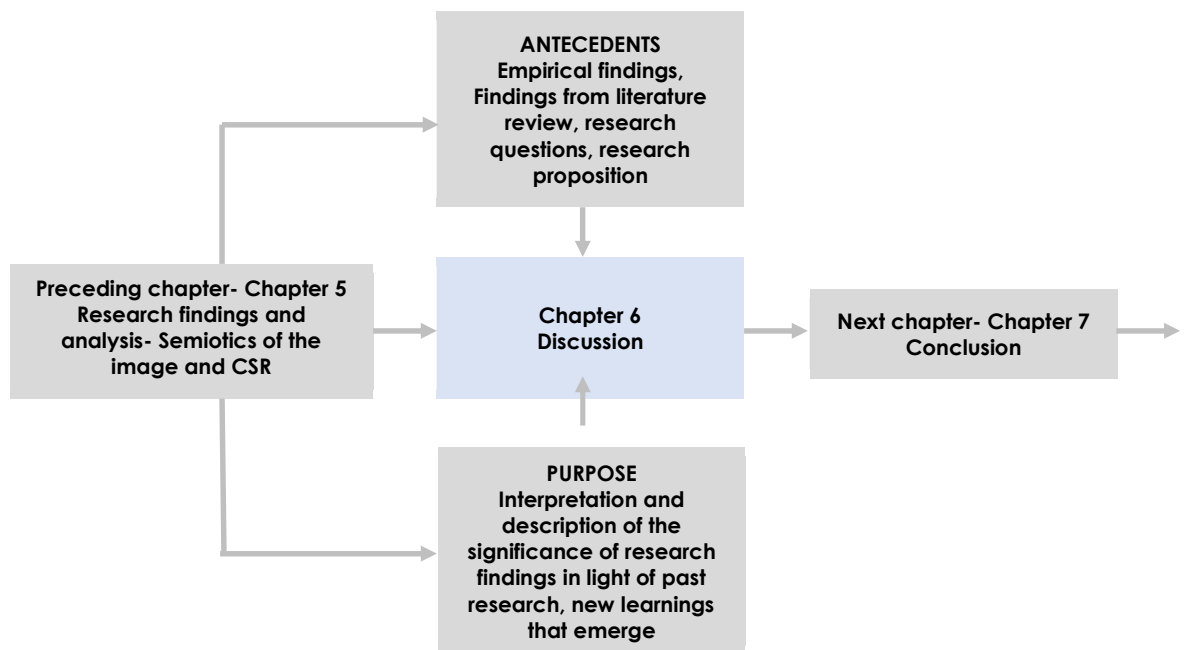 ANTECEDENTS
Empirical findings,
Findings from literature
review, research
questions, research
proposition
Preceding chapter- Chapter 5
Research findings and
analysis- Semiotics of the
image and CSR
Chapter 6
Discussion
Next chapter- Chapter 7
Conclusion
PURPOSE
Interpretation and
description of the
significance of research
findings in light of past
research, new learnings
that emerge